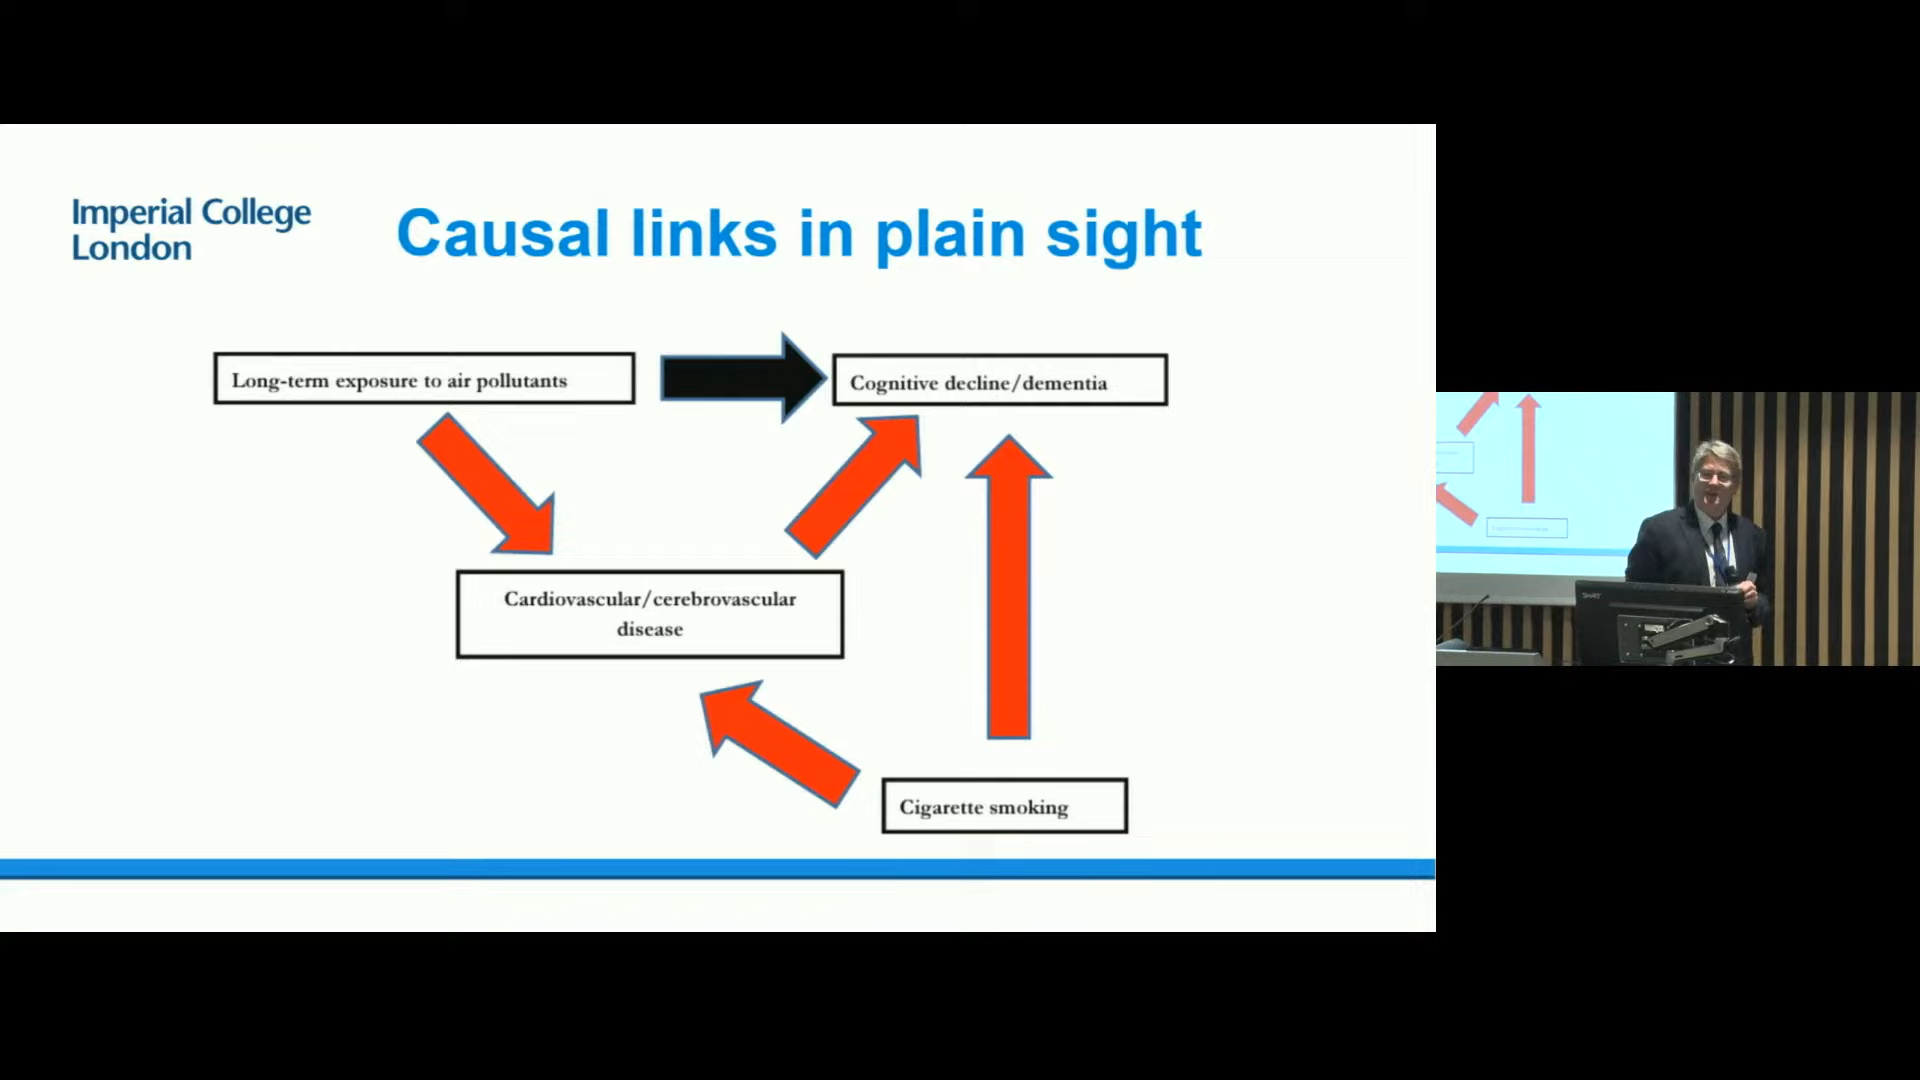 Imperial College
London
Causal links in plain sight
Long-term exposure to air pollutants
Cognitive decline/dementia
Cardiovascular/cerebrovascular
disease
Cigarette smoking
SMART